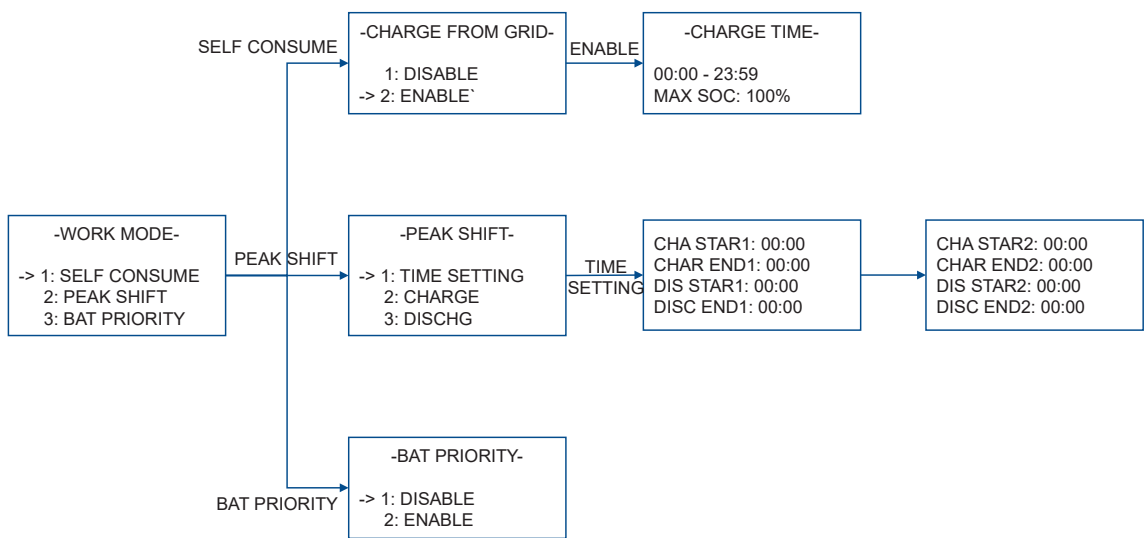 SELF CONSUME
-CHARGE FROM GRID-
1: DISABLE
-> 2: ENABLE`
ENABLE
-CHARGE TIME-
00:00 - 23:59
MAX SOC: 100%
-WORK MODE-
-> 1: SELF CONSUME
2: PEAK SHIFT
3: BAT PRIORITY
PEAK SHIFT
-PEAK SHIFT-
-> 1: TIME SETTING
2: CHARGE
3: DISCHG
TIME
SETTING
CHA STAR1: 00:00
CHAR END1: 00:00
DIS STAR1: 00:00
DISC END1: 00:00
CHA STAR2: 00:00
CHAR END2: 00:00
DIS STAR2: 00:00
DISC END2: 00:00
BAT PRIORITY
-BAT PRIORITY-
-> 1: DISABLE
2: ENABLE